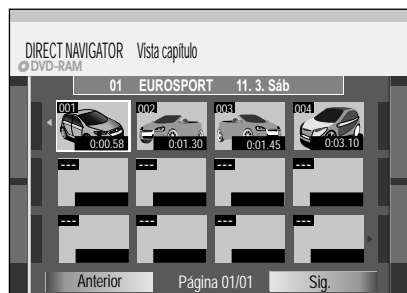 DIRECT NAVIGATOR Vista capítulo
DVD-RAM
01 EUROSPORT 11. 3. Sáb
001 002 003 004
0:00.58 0:01.30 0:01.45 0:03.10
--- --- --- ---
--- --- --- ---
Anterior Página 01/01 Sig.